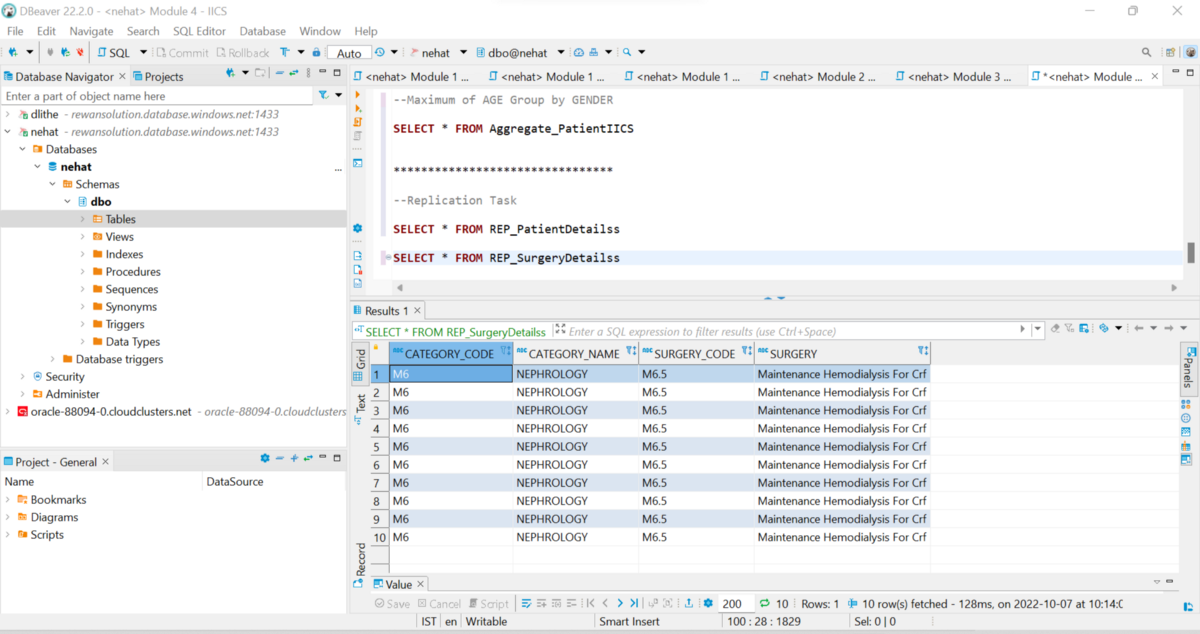 DBeaver 22.2.0 - <nehat> Module 4 - IICS
File Edit Navigate Search SQL Editor Database Window Help
SQL Commit Rollback Auto nehat dbo@nehat
Database Navigator Projects
<nehat> Module 1 ... <nehat> Module 1 ... <nehat> Module 1 ... <nehat> Module 2 ... <nehat> Module 3 ... *<nehat> Module ...
Enter a part of object name here
dlithe - rewansolution.database.windows.net:1433
nehat - rewansolution.database.windows.net:1433
Databases
nehat ...
Schemas
dbo
Tables
Views
Indexes
Procedures
Sequences
Synonyms
Triggers
Data Types
Database triggers
Security
Administer
oracle-88094-0.cloudclusters.net - oracle-88094-0.cloudclusters
--Maximum of AGE Group by GENDER
SELECT * FROM Aggregate_PatientIICS
********************************
--Replication Task
SELECT * FROM REP_PatientDetailss
SELECT * FROM REP_SurgeryDetailss
Results 1
SELECT * FROM REP_SurgeryDetailss Enter a SQL expression to filter results (use Ctrl+Space)
Grid
Text
Record
Panels
CATEGORY_CODE CATEGORY_NAME SURGERY_CODE SURGERY
1 M6 NEPHROLOGY M6.5 Maintenance Hemodialysis For Crf
2 M6 NEPHROLOGY M6.5 Maintenance Hemodialysis For Crf
3 M6 NEPHROLOGY M6.5 Maintenance Hemodialysis For Crf
4 M6 NEPHROLOGY M6.5 Maintenance Hemodialysis For Crf
5 M6 NEPHROLOGY M6.5 Maintenance Hemodialysis For Crf
6 M6 NEPHROLOGY M6.5 Maintenance Hemodialysis For Crf
7 M6 NEPHROLOGY M6.5 Maintenance Hemodialysis For Crf
8 M6 NEPHROLOGY M6.5 Maintenance Hemodialysis For Crf
9 M6 NEPHROLOGY M6.5 Maintenance Hemodialysis For Crf
10 M6 NEPHROLOGY M6.5 Maintenance Hemodialysis For Crf
Project - General
Name DataSource
Bookmarks
Diagrams
Scripts
Value
Save Cancel Script 200 10 Rows: 1 10 row(s) fetched - 128ms, on 2022-10-07 at 10:14:0
IST en Writable Smart Insert 100 : 28 : 1829 Sel: 0 | 0